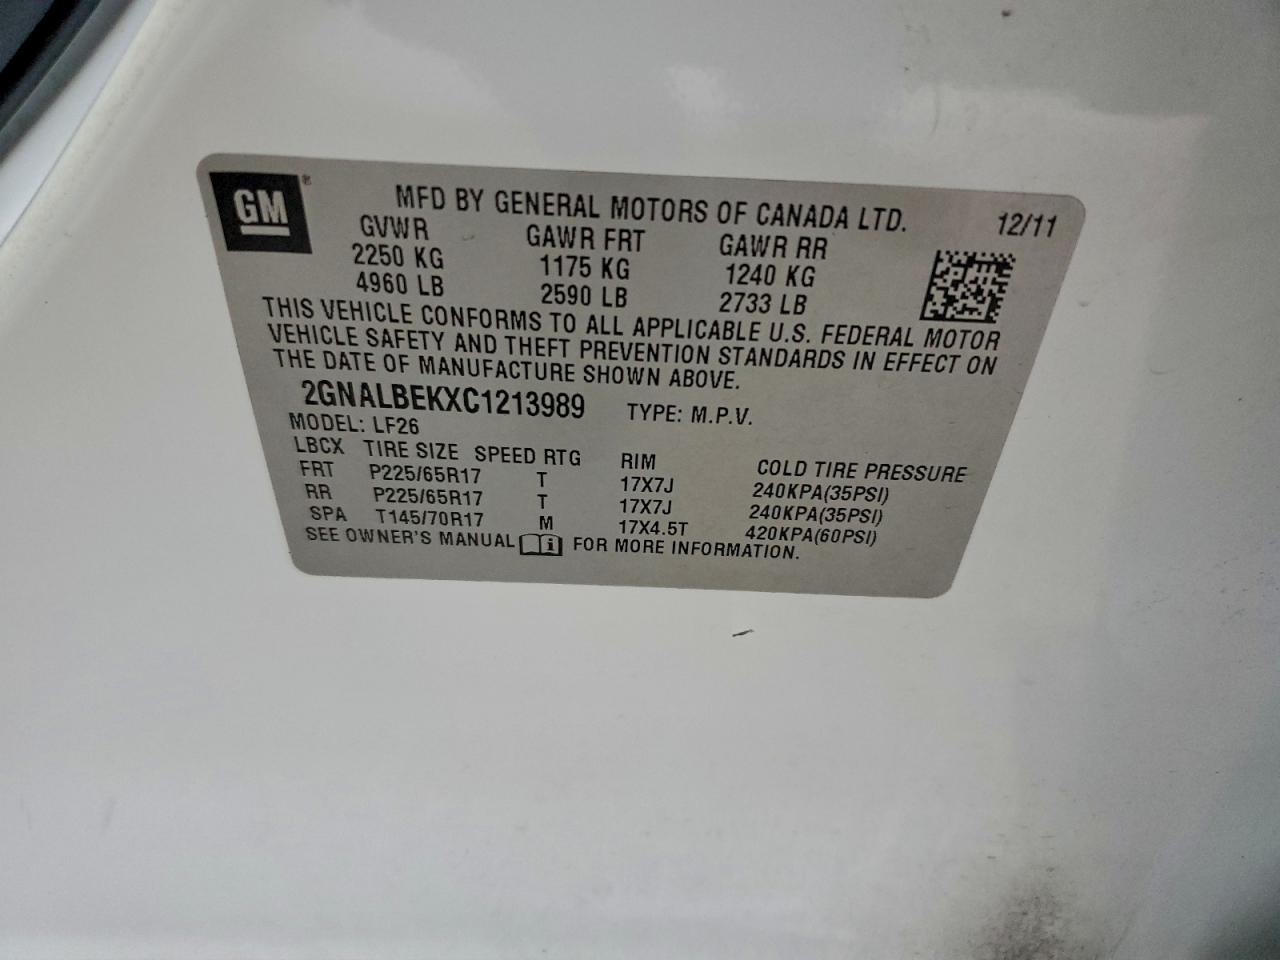 GM®
MFD BY GENERAL MOTORS OF CANADA LTD. 12/11
GVWR GAWR FRT GAWR RR
2250 KG 1175 KG 1240 KG
4960 LB 2590 LB 2733 LB
THIS VEHICLE CONFORMS TO ALL APPLICABLE U.S. FEDERAL MOTOR
VEHICLE SAFETY AND THEFT PREVENTION STANDARDS IN EFFECT ON
THE DATE OF MANUFACTURE SHOWN ABOVE.
2GNALBEKXC1213989 TYPE: M.P.V.
MODEL: LF26
LBCX TIRE SIZE SPEED RTG RIM COLD TIRE PRESSURE
FRT P225/65R17 T 17X7J 240KPA(35PSI)
RR P225/65R17 T 17X7J 240KPA(35PSI)
SPA T145/70R17 M 17X4.5T 420KPA(60PSI)
SEE OWNER'S MANUAL i FOR MORE INFORMATION.